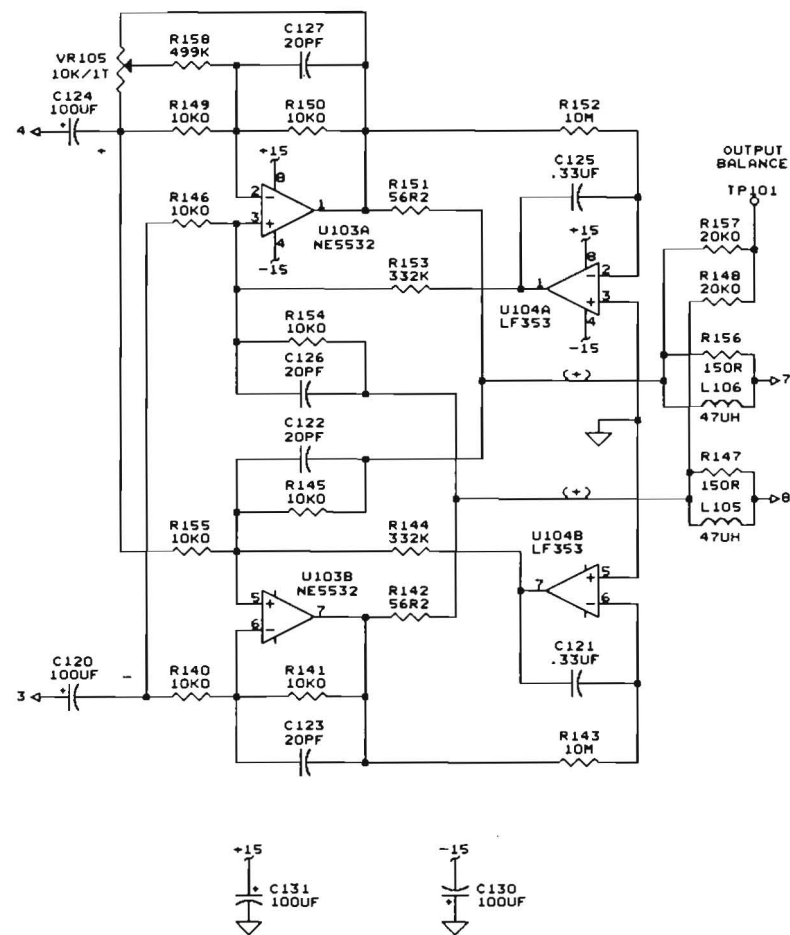 C127
20PF
R158
499K
VR105
10K/1T
C124
100UF
+
4
+
R149
10K0
R150
10K0
R152
10M
+15
8
C125
.33UF
OUTPUT
BALANCE
TP101
R146
10K0
2
-
3
+
1
R151
56R2
U103A
NE5532
4
-15
+15
8
R157
20K0
R153
332K
1
-
2
+
3
R148
20K0
U104A
LF353
4
-15
R154
10K0
R156
150R
C126
20PF
(+)
7
L106
47UH
C122
20PF
R145
10K0
R147
150R
(+)
8
L105
47UH
R155
10K0
R144
332K
U104B
LF353
U103B
NE5532
5
+
6
-
7
R142
56R2
7
+
5
-
6
C120
100UF
+
3
-
R140
10K0
R141
10K0
C121
.33UF
C123
20PF
R143
10M
+15
-15
+
C131
100UF
+
C130
100UF